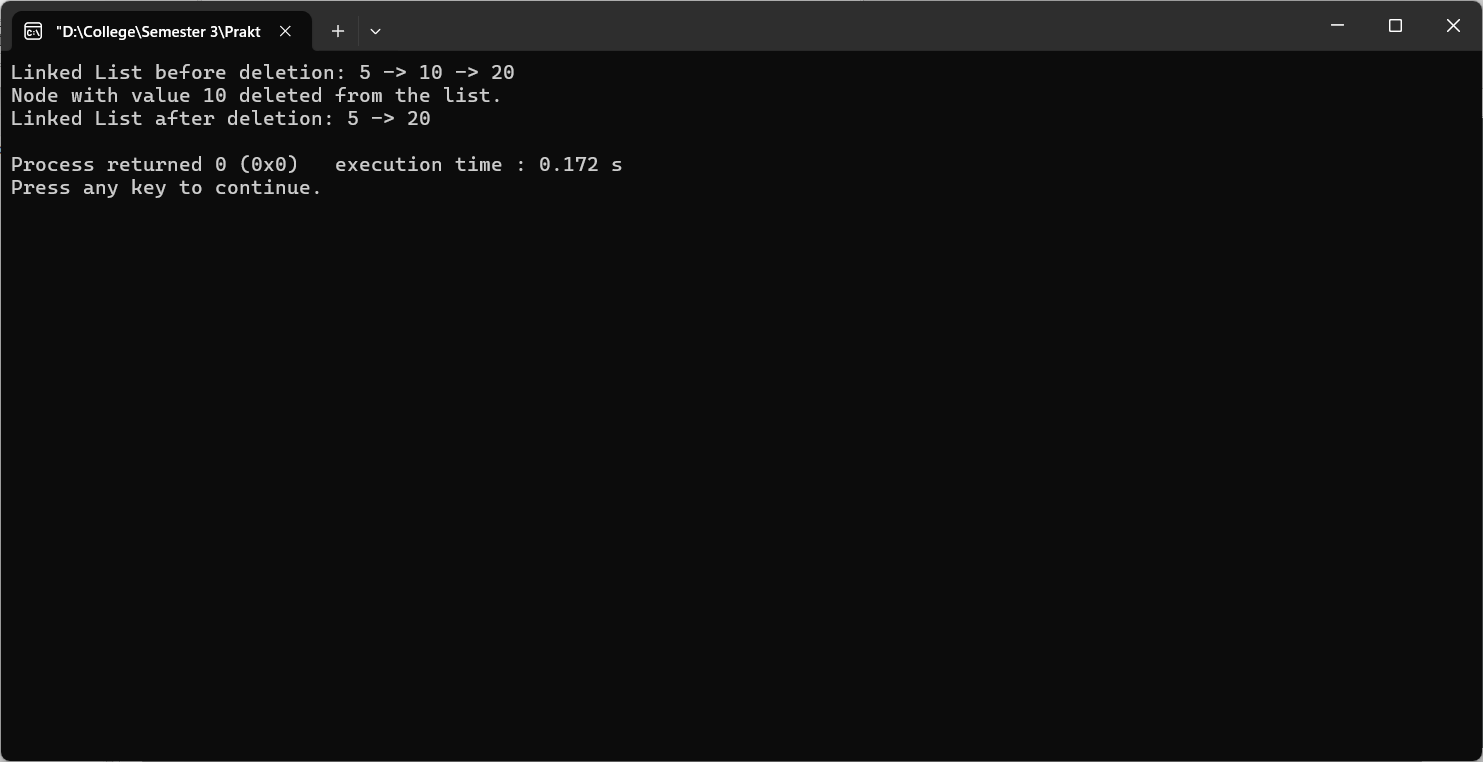 "D:\College\Semester 3\Prakt
Linked List before deletion: 5 -> 10 -> 20
Node with value 10 deleted from the list.
Linked List after deletion: 5 -> 20
Process returned 0 (0x0)   execution time : 0.172 s
Press any key to continue.